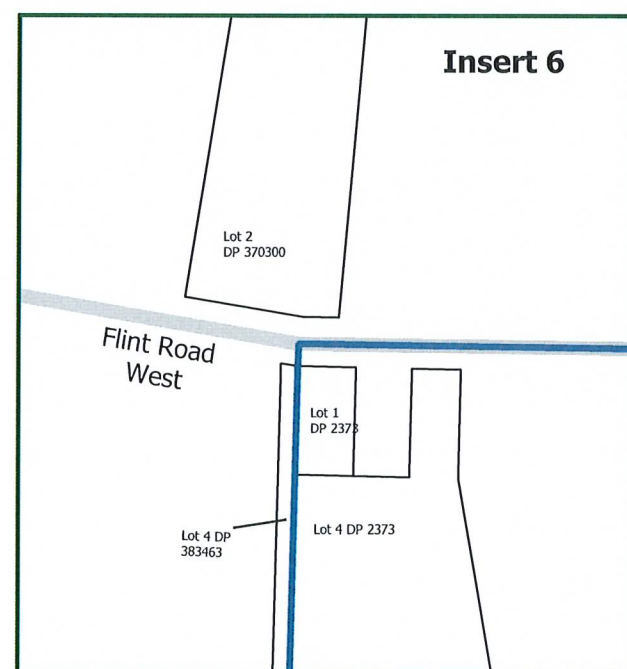 Insert 6
Lot 2
DP 370300
Flint Road
West
Lot 1
DP 2373
Lot 4 DP
383463
Lot 4 DP 2373